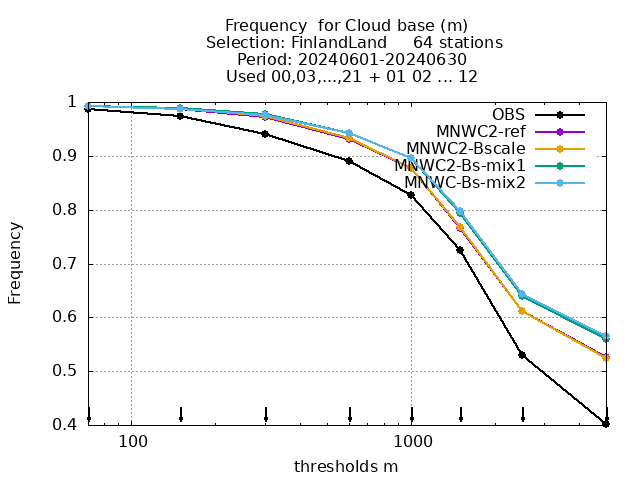 Frequency  for Cloud base (m)
Selection: FinlandLand     64 stations
Period: 20240601-20240630
Used 00,03,...,21 + 01 02 ... 12
OBS
MNWC2-ref
MNWC2-Bscale
MNWC2-Bs-mix1
MNWC-Bs-mix2
Frequency
1
0.9
0.8
0.7
0.6
0.5
0.4
100
1000
thresholds m